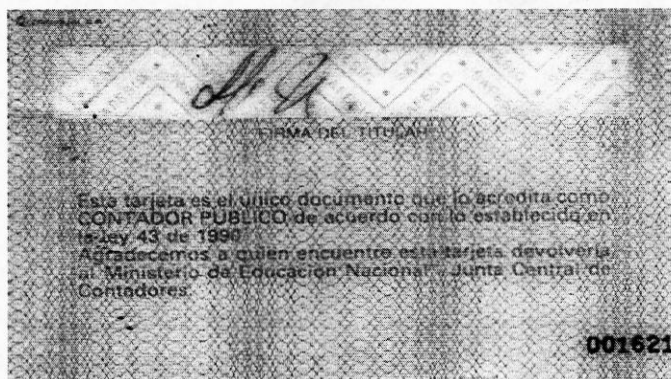 FIRMA DEL TITULAR
Esta tarjeta es el único documento que lo acredita como
CONTADOR PUBLICO de acuerdo con lo establecido en
la ley 43 de 1990
Agradecemos a quien encuentre esta tarjeta devolverla
al "Ministerio de Educación Nacional - Junta Central de
Contadores.
001621